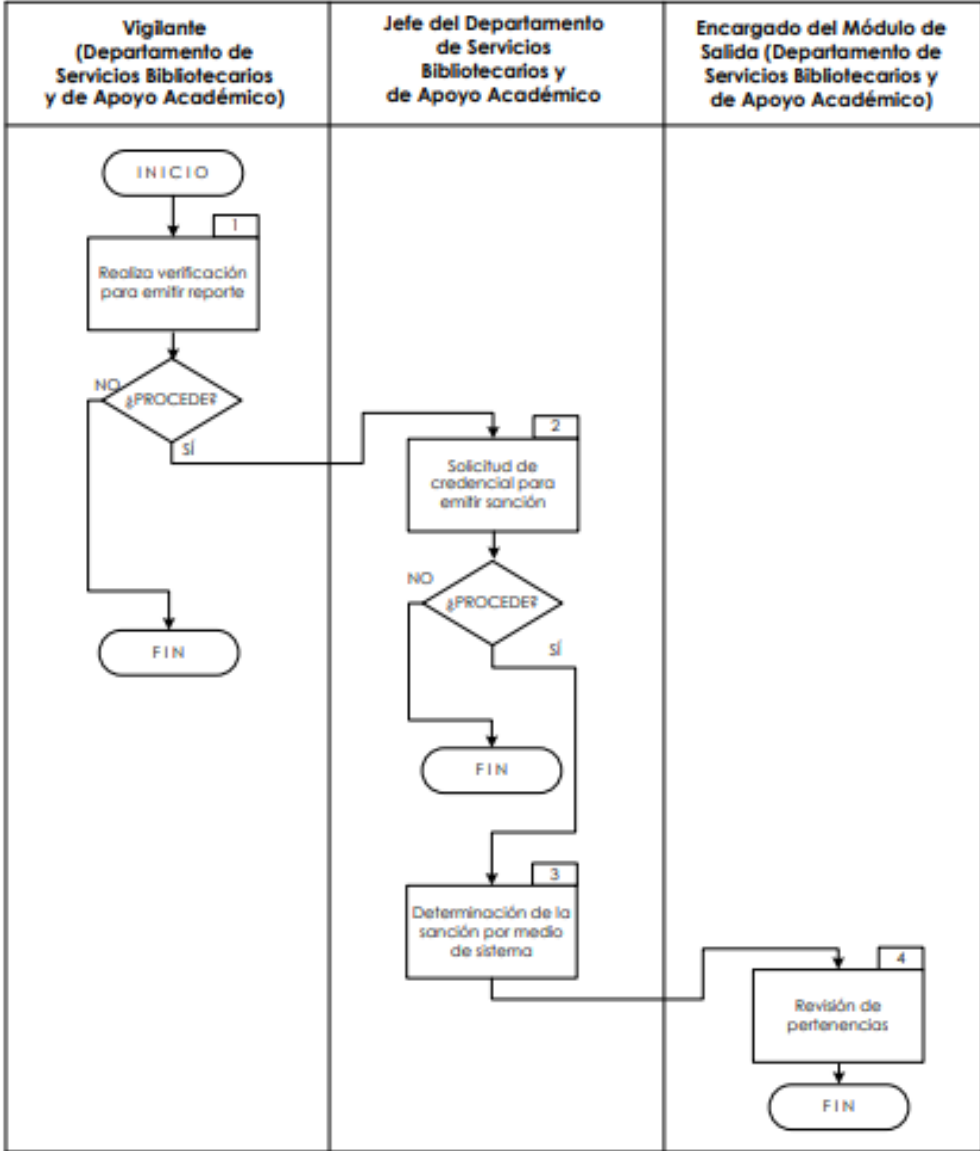 Vigilante
(Departamento de
Servicios Bibliotecarios
y de Apoyo Académico)
Jefe del Departamento
de Servicios
Bibliotecarios y
de Apoyo Académico
Encargado del Módulo de
Salida (Departamento de
Servicios Bibliotecarios y
de Apoyo Académico)
INICIO
1
Realiza verificación
para emitir reporte
NO
¿PROCEDE?
SÍ
FIN
2
Solicitud de
credencial para
emitir sanción
NO
¿PROCEDE?
SÍ
FIN
3
Determinación de la
sanción por medio
de sistema
4
Revisión de
pertenencias
FIN